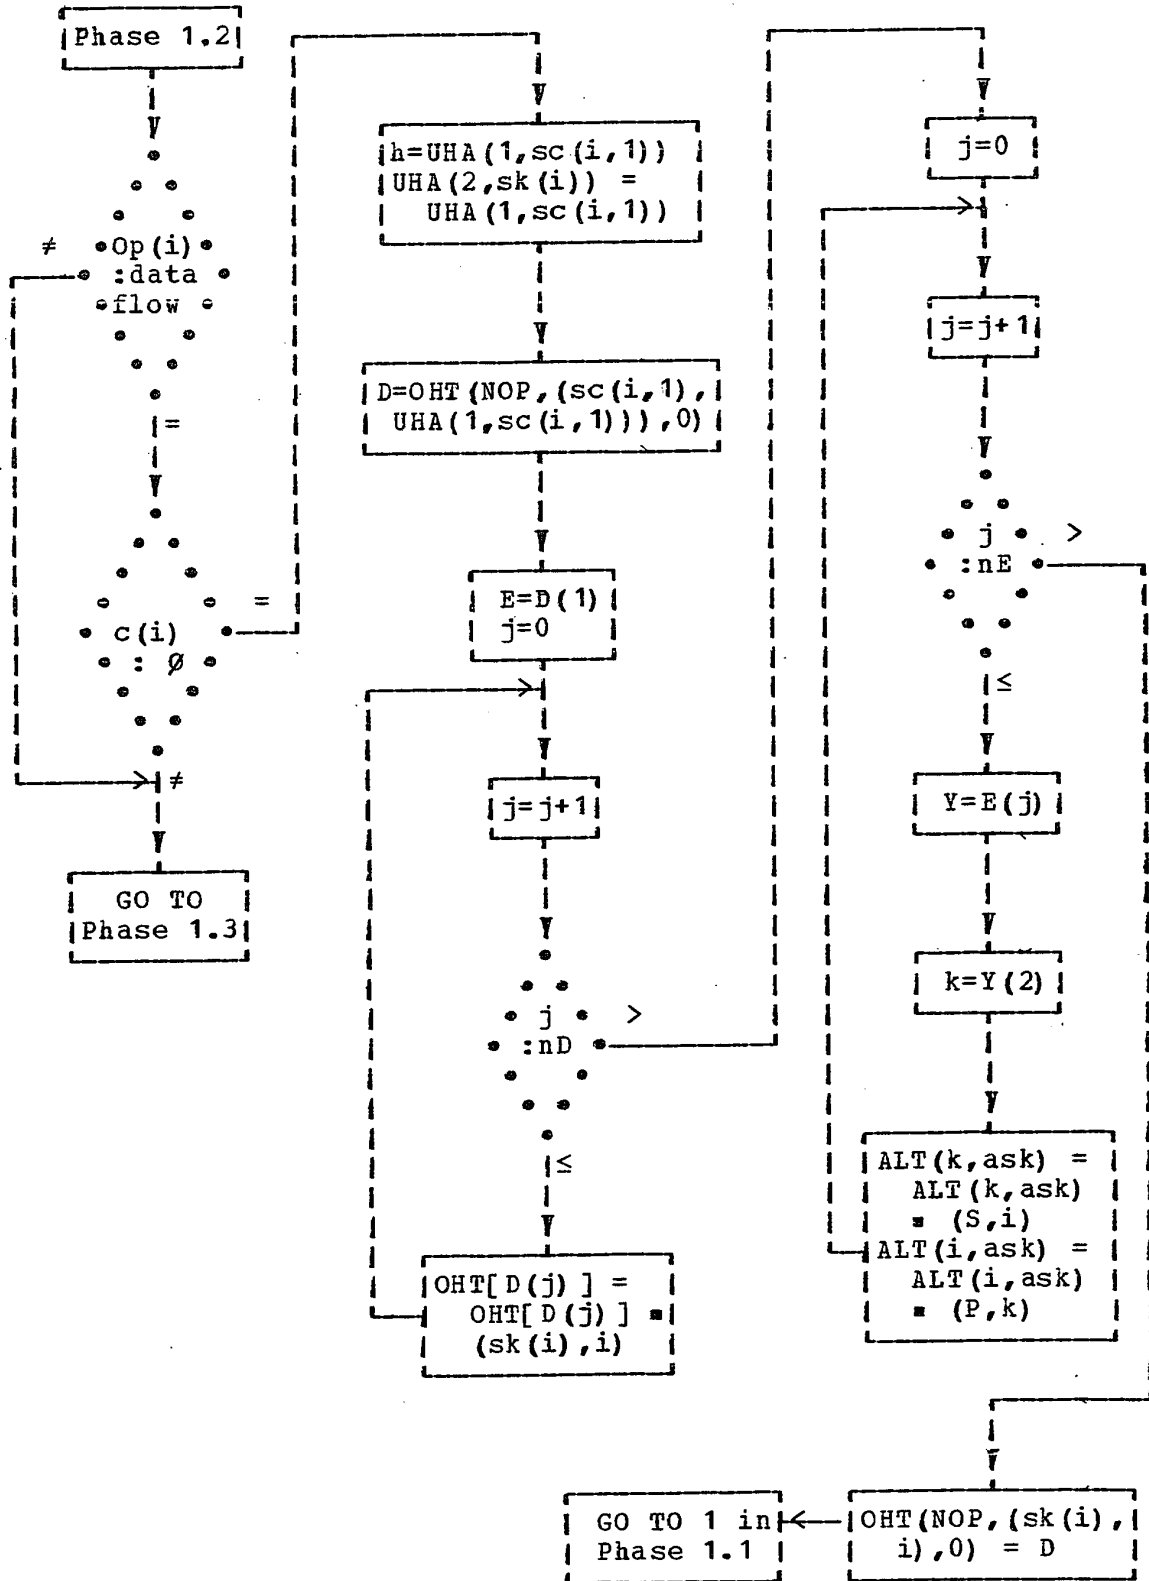 Phase 1.2
≠
Op(i)
:data
flow
=
c(i)
: Ø
=
≠
GO TO
Phase 1.3
h=UHA(1,sc(i,1))
UHA(2,sk(i)) =
UHA(1,sc(i,1))
D=OHT(NOP,(sc(i,1),
UHA(1,sc(i,1))),0)
E=D(1)
j=0
j=j+1
j
:nD
>
≤
OHT[D(j)] =
OHT[D(j)] ▪
(sk(i),i)
j=0
j=j+1
j
:nE
>
≤
Y=E(j)
k=Y(2)
ALT(k,ask) =
ALT(k,ask)
▪ (S,i)
ALT(i,ask) =
ALT(i,ask)
▪ (P,k)
OHT(NOP,(sk(i),
i),0) = D
GO TO 1 in
Phase 1.1